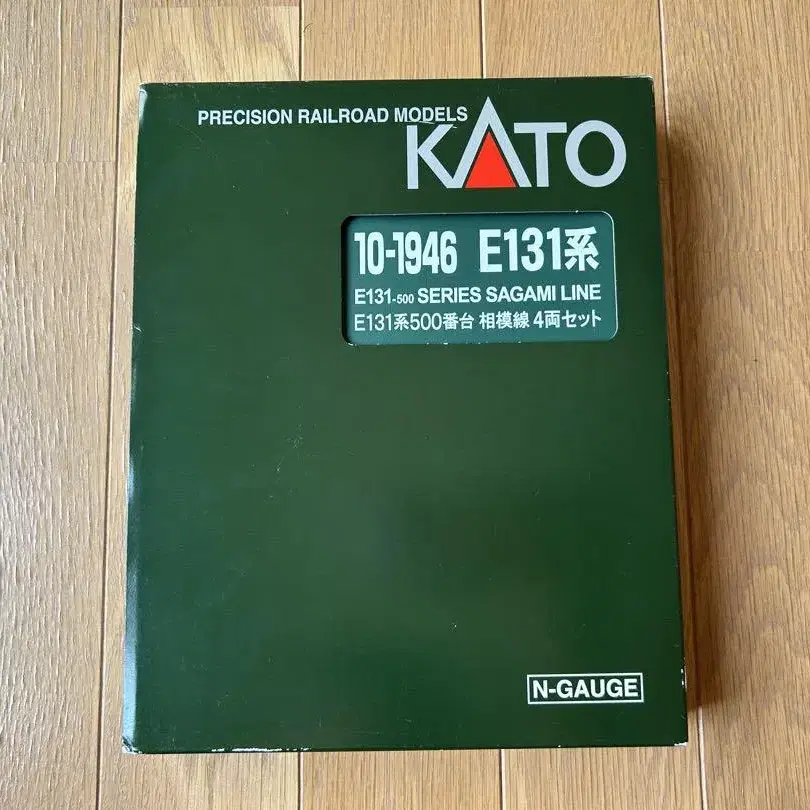 PRECISION RAILROAD MODELS
KATO
10-1946 E131系
E131-500 SERIES SAGAMI LINE
E131系500番台 相模線 4両セット
N-GAUGE